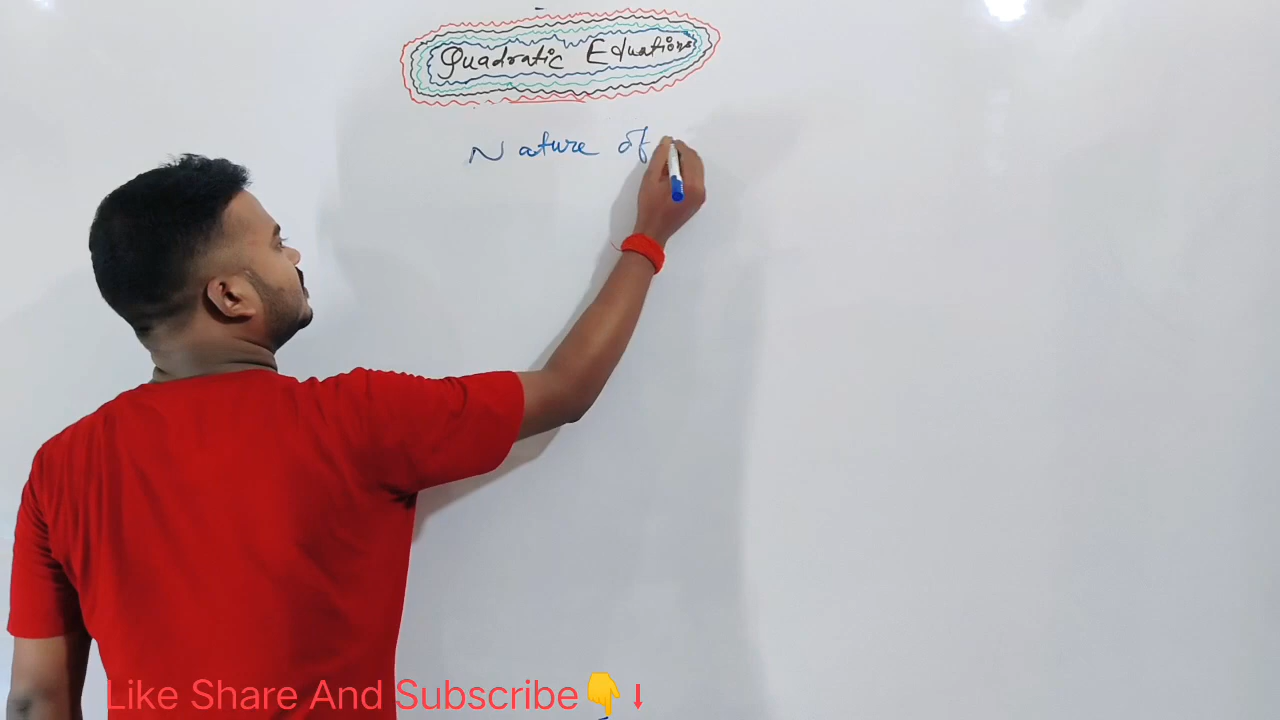 Quadratic Equations
Nature of
Like Share And Subscribe👇↓